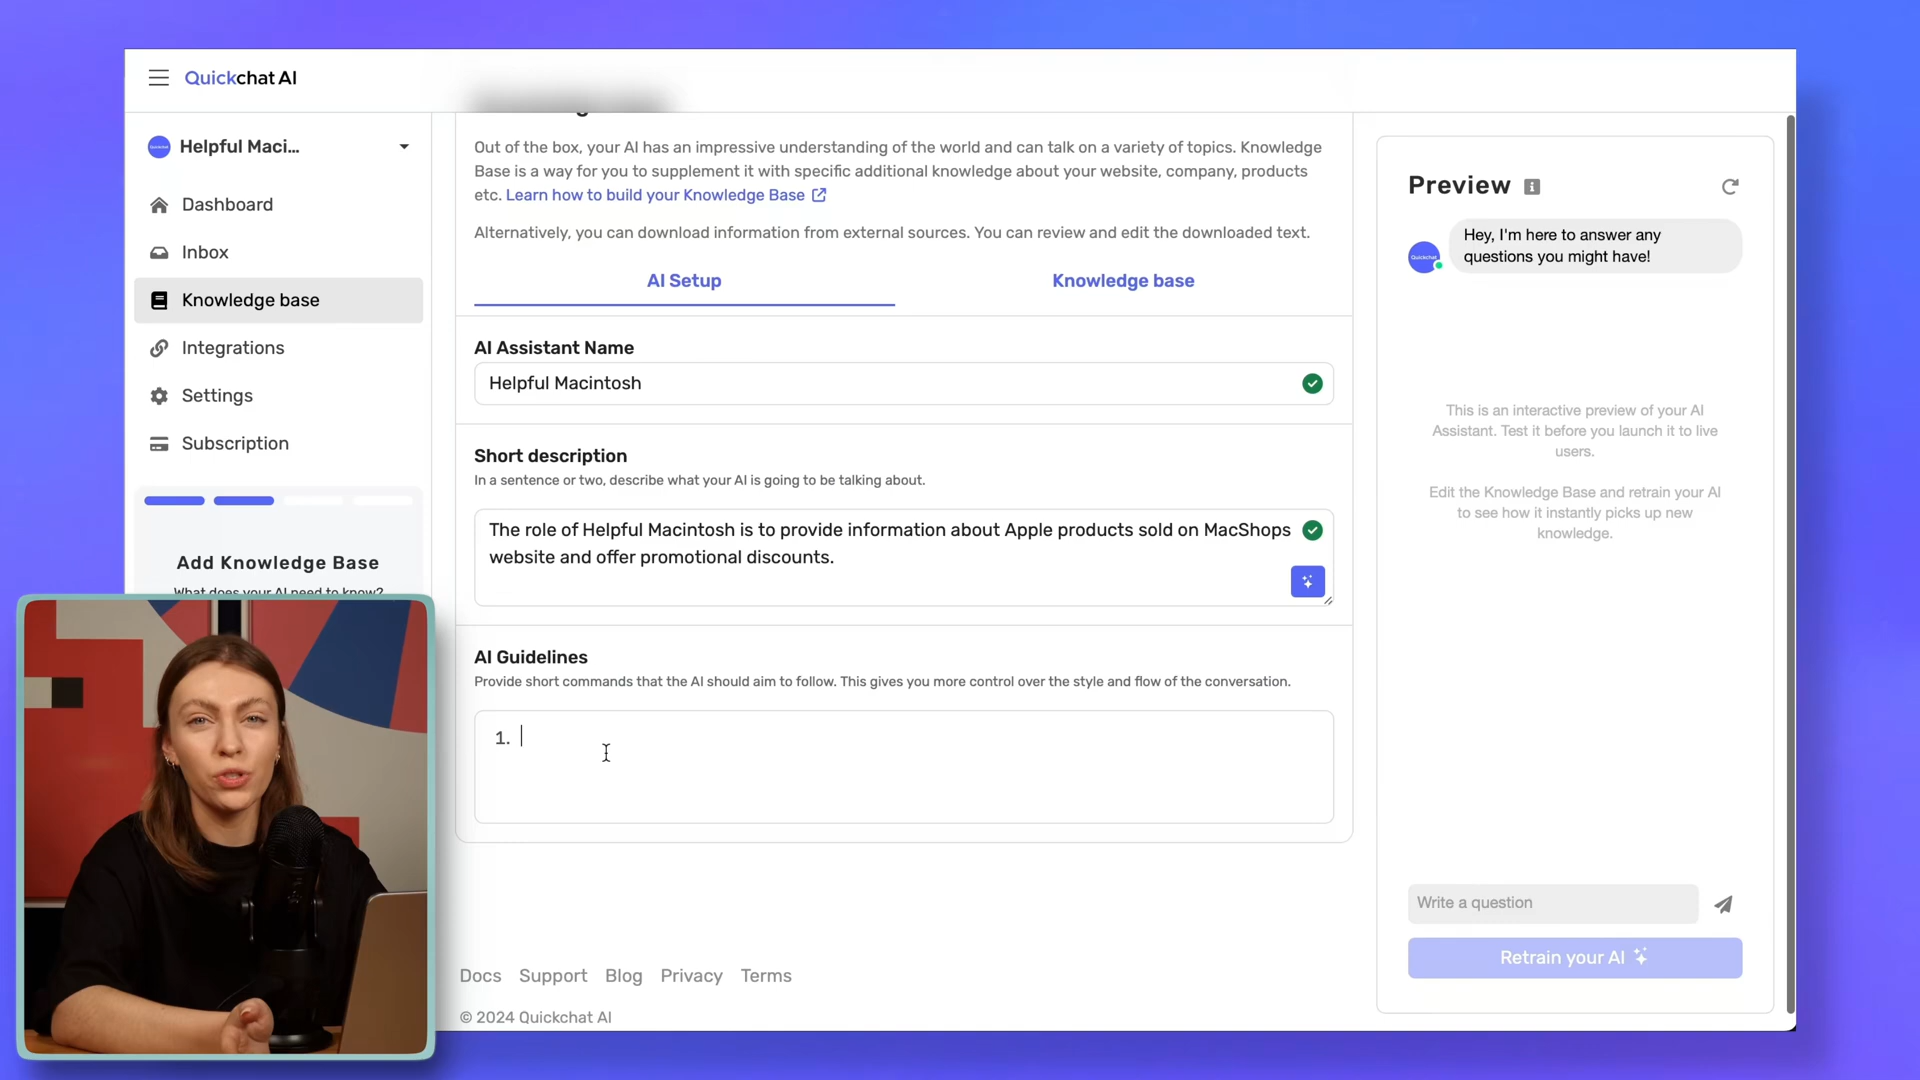 Quickchat AI
Helpful Maci...
Dashboard
Inbox
Knowledge base
Integrations
Settings
Subscription
Add Knowledge Base
What does your AI need to know?
Out of the box, your AI has an impressive understanding of the world and can talk on a variety of topics. Knowledge
Base is a way for you to supplement it with specific additional knowledge about your website, company, products
etc. Learn how to build your Knowledge Base
Alternatively, you can download information from external sources. You can review and edit the downloaded text.
AI Setup
Knowledge base
AI Assistant Name
Helpful Macintosh
Short description
In a sentence or two, describe what your AI is going to be talking about.
The role of Helpful Macintosh is to provide information about Apple products sold on MacShops
website and offer promotional discounts.
AI Guidelines
Provide short commands that the AI should aim to follow. This gives you more control over the style and flow of the conversation.
1.
Docs Support Blog Privacy Terms
© 2024 Quickchat AI
Preview
Quickchat
Hey, I'm here to answer any
questions you might have!
This is an interactive preview of your AI
Assistant. Test it before you launch it to live
users.
Edit the Knowledge Base and retrain your AI
to see how it instantly picks up new
knowledge.
Write a question
Retrain your AI